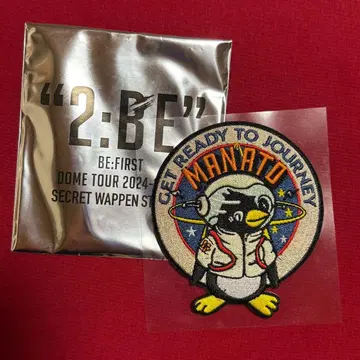 "2:BE"
BE:FIRST
DOME TOUR 2024-
SECRET WAPPEN ST
GET READY TO JOURNEY
MANATO